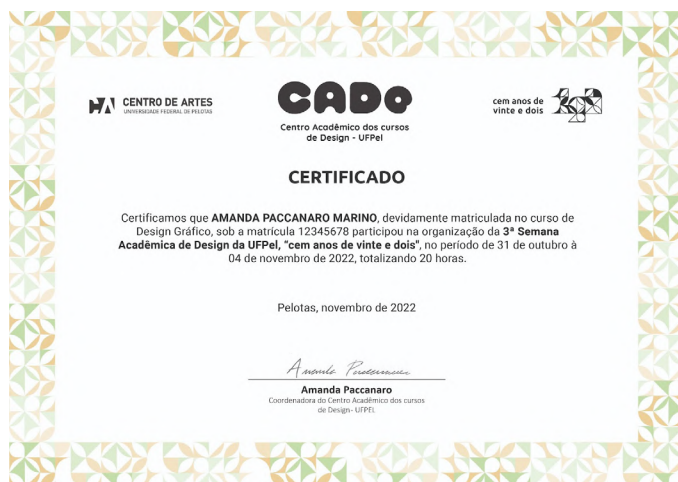 CA CENTRO DE ARTES
UNIVERSIDADE FEDERAL DE PELOTAS
CADe
Centro Acadêmico dos cursos
de Design - UFPel
cem anos de
vinte e dois
CERTIFICADO
Certificamos que AMANDA PACCANARO MARINO, devidamente matriculada no curso de
Design Gráfico, sob a matrícula 12345678 participou na organização da 3ª Semana
Acadêmica de Design da UFPel, “cem anos de vinte e dois", no período de 31 de outubro à
04 de novembro de 2022, totalizando 20 horas.
Pelotas, novembro de 2022
Amanda Paccanaro
Amanda Paccanaro
Coordenadora do Centro Acadêmico dos cursos
de Design- UFPEL